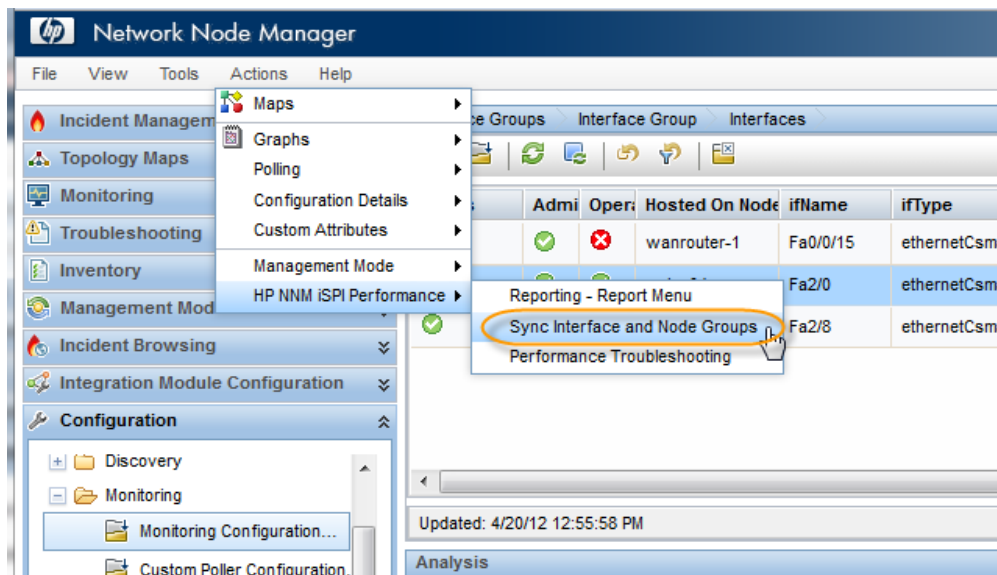 hp Network Node Manager
File View Tools Actions Help
Incident Managem
Topology Maps
Monitoring
Troubleshooting
Inventory
Management Mod
Incident Browsing
Integration Module Configuration
Configuration
Discovery
Monitoring
Monitoring Configuration...
Custom Poller Configuration.
Maps
Graphs
Polling
Configuration Details
Custom Attributes
Management Mode
HP NNM iSPI Performance
Reporting - Report Menu
Sync Interface and Node Groups
Performance Troubleshooting
ce Groups Interface Group Interfaces
Admi Oper Hosted On Node ifName ifType
wanrouter-1 Fa0/0/15 ethernetCsm
Fa2/0 ethernetCsm
Fa2/8 ethernetCsm
Updated: 4/20/12 12:55:58 PM
Analysis